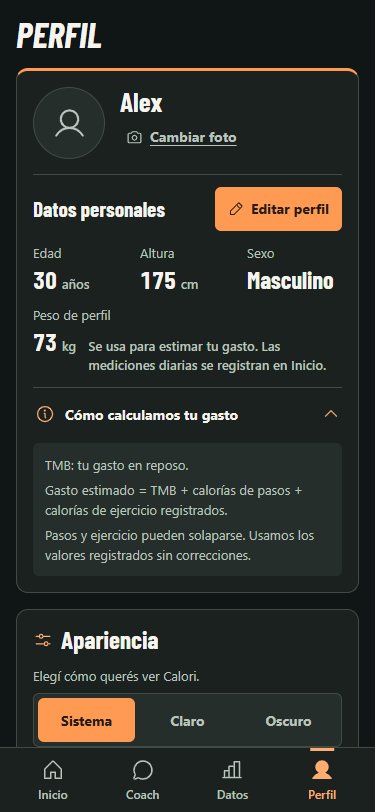 PERFIL
Alex
Cambiar foto
Datos personales
Editar perfil
Edad
Altura
Sexo
30 años
175 cm
Masculino
Peso de perfil
73 kg
Se usa para estimar tu gasto. Las
mediciones diarias se registran en Inicio.
Cómo calculamos tu gasto
TMB: tu gasto en reposo.
Gasto estimado = TMB + calorías de pasos +
calorías de ejercicio registrados.
Pasos y ejercicio pueden solaparse. Usamos los
valores registrados sin correcciones.
Apariencia
Elegí cómo querés ver Calori.
Sistema
Claro
Oscuro
Inicio
Coach
Datos
Perfil